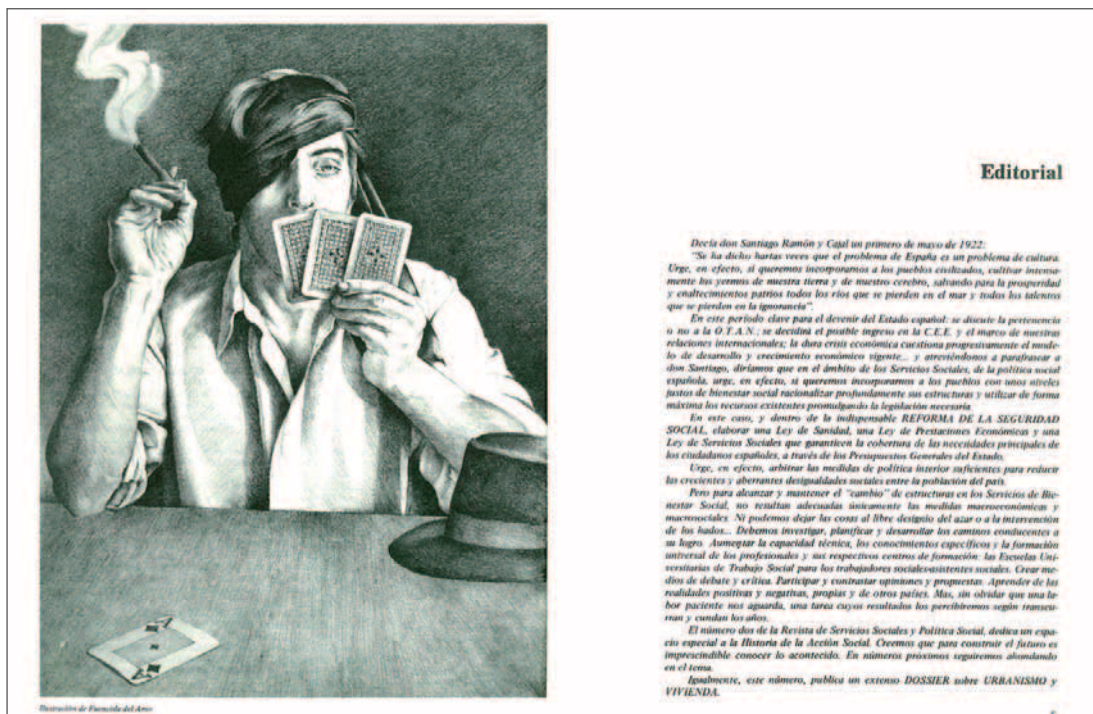 Editorial
Decía don Santiago Ramón y Cajal un primero de mayo de 1922:
"Se ha dicho hartas veces que el problema de España es un problema de cultura.
Urge, en efecto, si queremos incorporarnos a los pueblos civilizados, cultivar intensa-
mente los yermos de nuestra tierra y de nuestro cerebro, salvando para la prosperidad
y enaltecimientos patrios todos los ríos que se pierden en el mar y todos los talentos
que se pierden en la ignorancia".
En este período clave para el devenir del Estado español: se discute la pertenencia
o no a la O.T.A.N.; se decidirá el posible ingreso en la C.E.E. y el marco de nuestras
relaciones internacionales; la dura crisis económica cuestiona progresivamente el mode-
lo de desarrollo y crecimiento económico vigente... y atreviéndonos a parafrasear a
don Santiago, diríamos que en el ámbito de los Servicios Sociales, de la política social
española, urge, en efecto, si queremos incorporarnos a los pueblos con unos niveles
justos de bienestar social racionalizar profundamente sus estructuras y utilizar de forma
máxima los recursos existentes promulgando la legislación necesaria.
En este caso, y dentro de la indispensable REFORMA DE LA SEGURIDAD
SOCIAL, elaborar una Ley de Sanidad, una Ley de Prestaciones Económicas y una
Ley de Servicios Sociales que garanticen la cobertura de las necesidades principales de
los ciudadanos españoles, a través de los Presupuestos Generales del Estado.
Urge, en efecto, arbitrar las medidas de política interior suficientes para reducir
las crecientes y aberrantes desigualdades sociales entre la población del país.
Pero para alcanzar y mantener el "cambio" de estructuras en los Servicios de Bie-
nestar Social, no resultan adecuadas únicamente las medidas macroeconómicas y
macrosociales. Ni podemos dejar las cosas al libre designio del azar o a la intervención
de los hados... Debemos investigar, planificar y desarrollar los caminos conducentes a
su logro. Aumentar la capacidad técnica, los conocimientos específicos y la formación
universal de los profesionales y sus respectivos centros de formación: las Escuelas Uni-
versitarias de Trabajo Social para los trabajadores sociales-asistentes sociales. Crear me-
dios de debate y crítica. Participar y contrastar opiniones y propuestas. Aprender de las
realidades positivas y negativas, propias y de otros países. Mas, sin olvidar que una la-
bor paciente nos aguarda, una tarea cuyos resultados los percibiremos según transcu-
rran y cundan los años.
El número dos de la Revista de Servicios Sociales y Política Social, dedica un espa-
cio especial a la Historia de la Acción Social. Creemos que para construir el futuro es
imprescindible conocer lo acontecido. En números próximos seguiremos ahondando
en el tema.
Igualmente, este número, publica un extenso DOSSIER sobre URBANISMO y
VIVIENDA.
Ilustración de Fuencisla del Amo